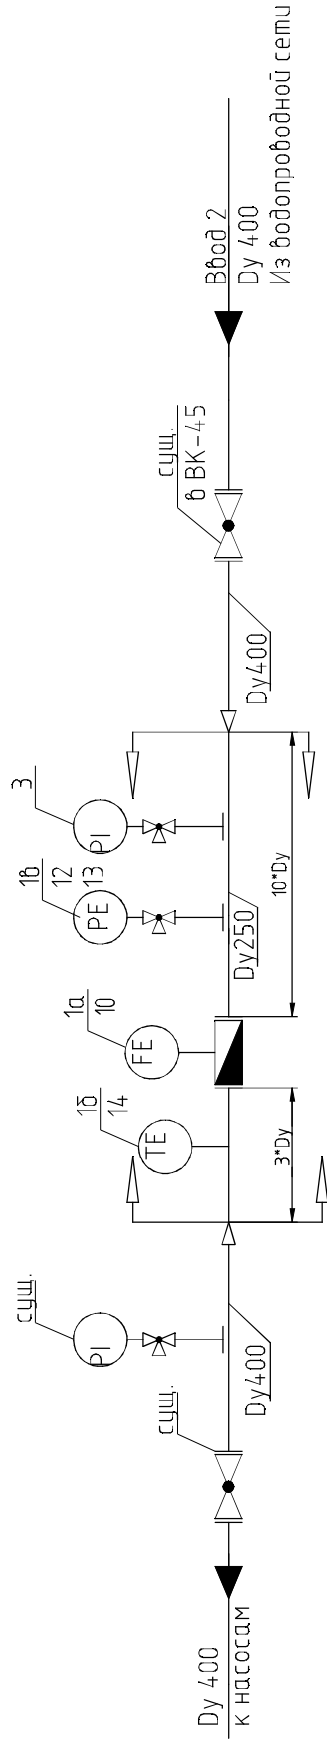 Dy 400
к насосам
сущ.
Dy400
сущ.
PI
TE
1б
14
3*Dy
FE
1а
10
PE
1в
12
13
Dy250
10*Dy
PI
3
Dy400
сущ.
в ВК-45
Ввод 2
Dy 400
Из водопроводной сети